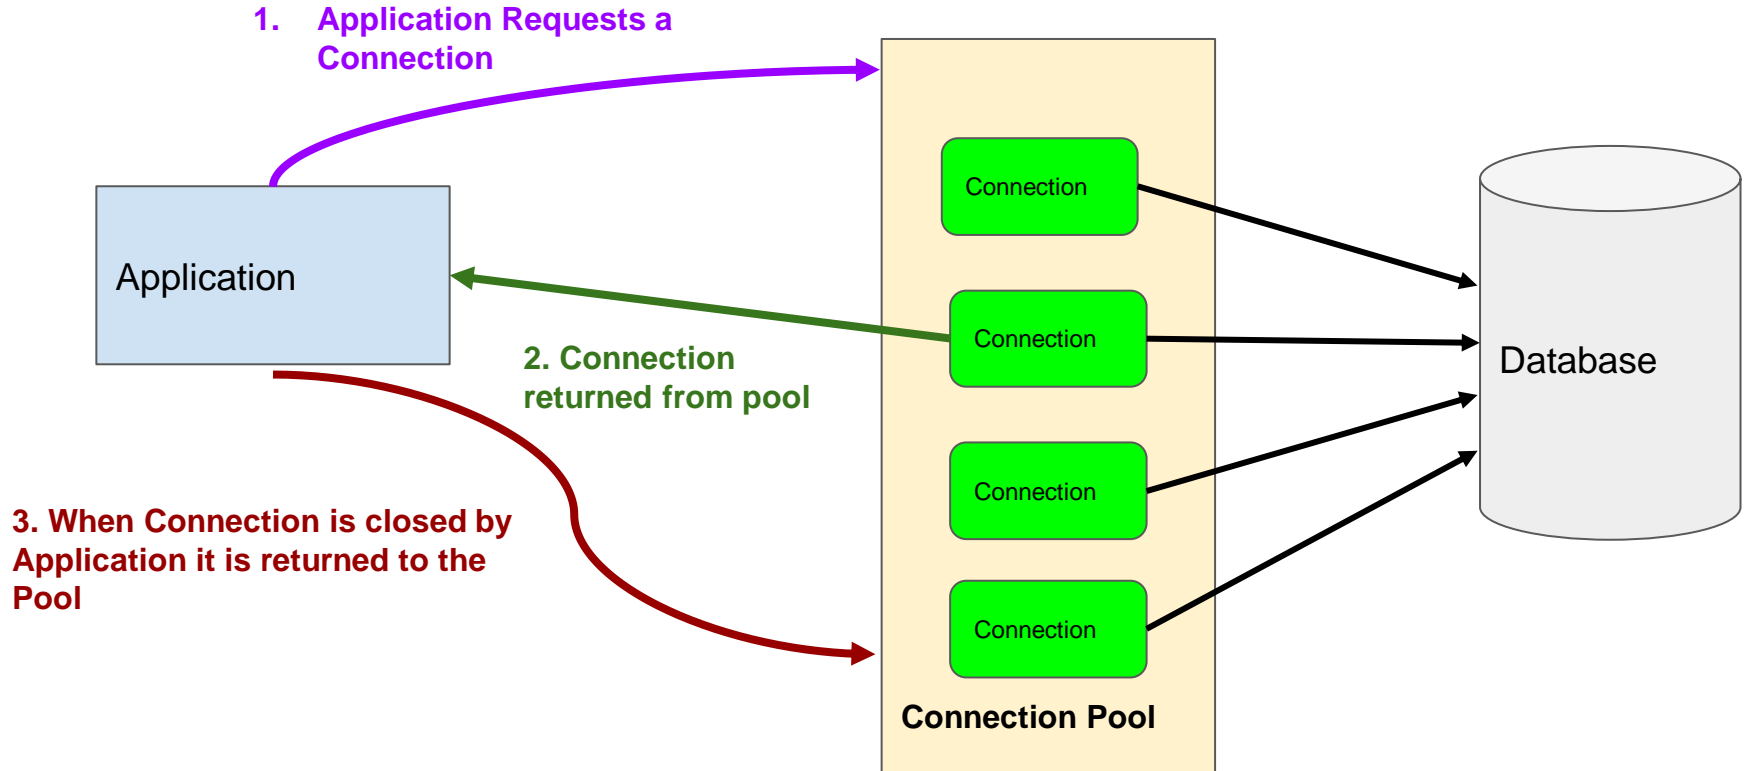 1. Application Requests a
Connection
Connection
Application
Connection
Database
2. Connection
returned from pool
Connection
3. When Connection is closed by
Application it is returned to the
Pool
Connection
Connection Pool